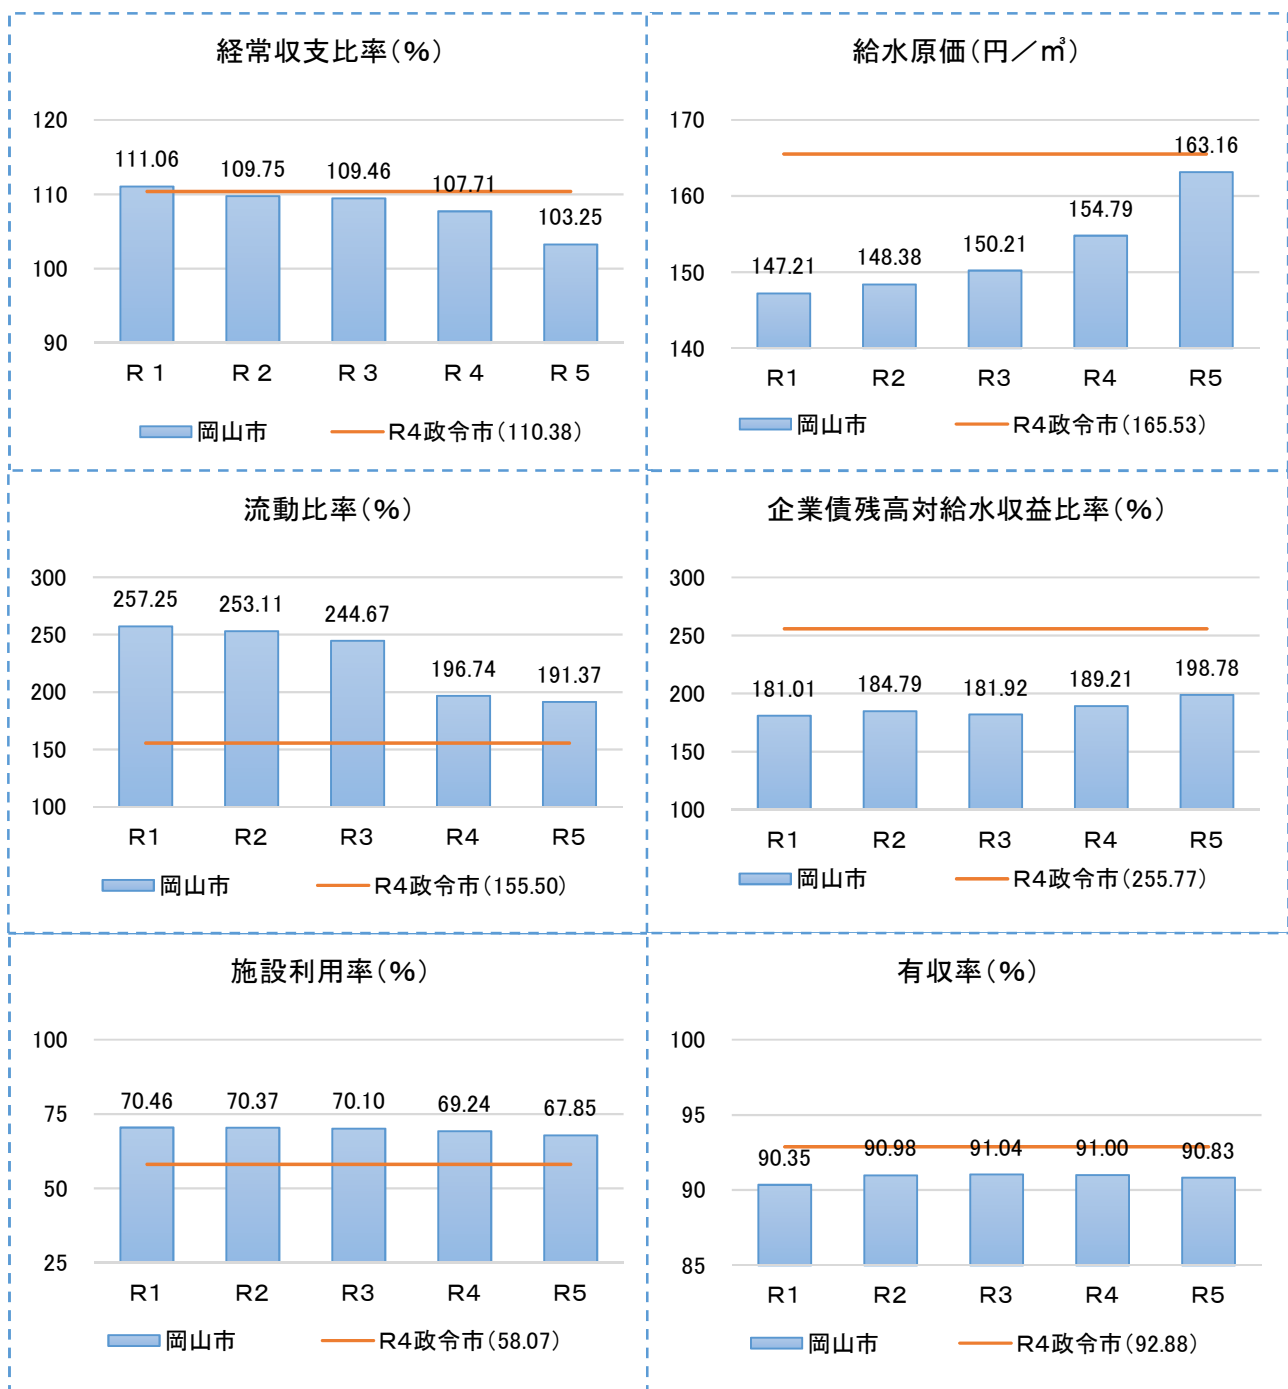 経常収支比率(%)
120
110
100
90
111.06
109.75
109.46
107.71
103.25
R1
R2
R3
R4
R5
岡山市
R4政令市(110.38)
給水原価(円/㎥)
170
160
150
140
147.21
148.38
150.21
154.79
163.16
R1
R2
R3
R4
R5
岡山市
R4政令市(165.53)
流動比率(%)
300
250
200
150
100
257.25
253.11
244.67
196.74
191.37
R1
R2
R3
R4
R5
岡山市
R4政令市(155.50)
企業債残高対給水収益比率(%)
300
250
200
150
100
181.01
184.79
181.92
189.21
198.78
R1
R2
R3
R4
R5
岡山市
R4政令市(255.77)
施設利用率(%)
100
75
50
25
70.46
70.37
70.10
69.24
67.85
R1
R2
R3
R4
R5
岡山市
R4政令市(58.07)
有収率(%)
100
95
90
85
90.35
90.98
91.04
91.00
90.83
R1
R2
R3
R4
R5
岡山市
R4政令市(92.88)